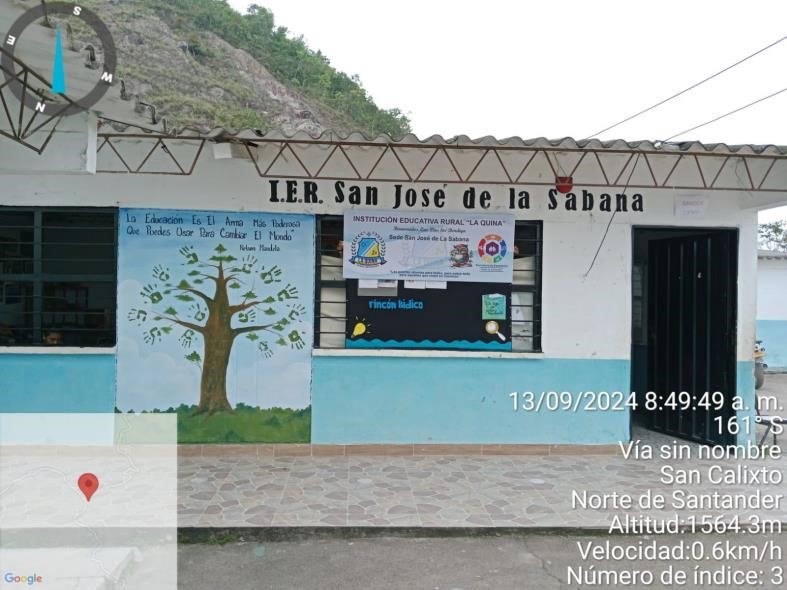 S
E
W
N
I.E.R. San José de la Sabana
La Educación Es El Arma Más Poderosa
Que Puedes Usar Para Cambiar El Mundo
Nelson Mandela
INSTITUCIÓN EDUCATIVA RURAL "LA QUINA"
Sede San José de La Sabana
LA QUINA
rincón lúdico
4
13/09/2024 8:49:49 a. m.
161° S
Vía sin nombre
San Calixto
Norte de Santander
Altitud:1564.3m
Velocidad:0.6km/h
Número de índice: 3
Google